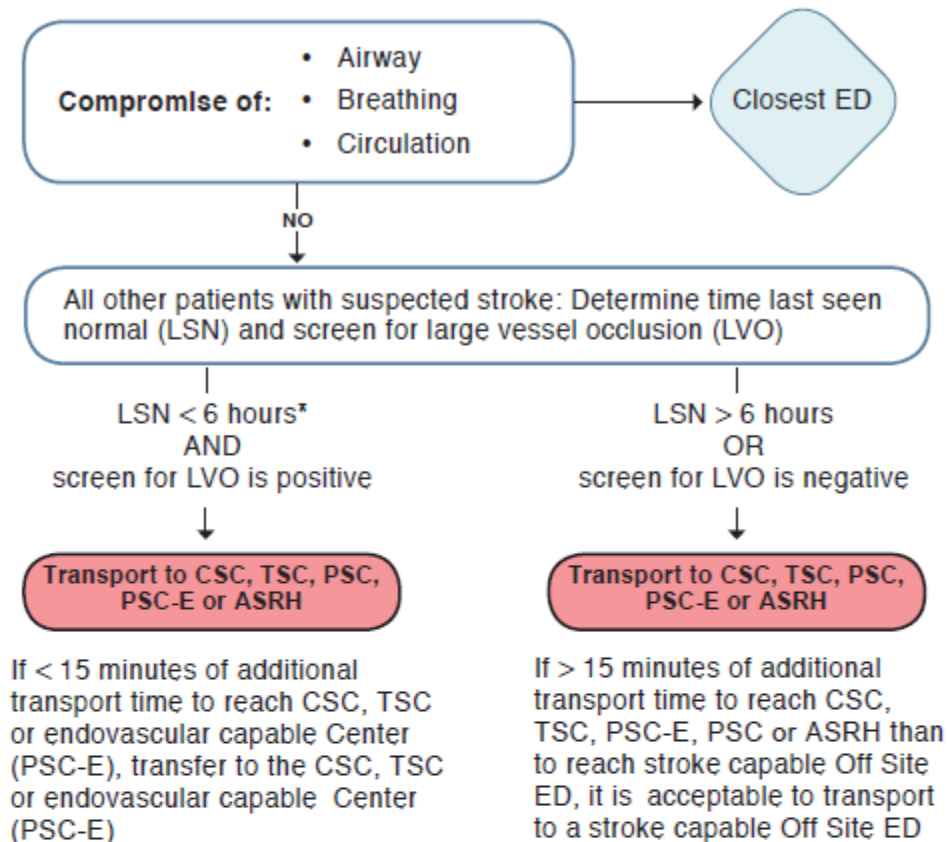 Compromise of:
• Airway
• Breathing
• Circulation
Closest ED
NO
All other patients with suspected stroke: Determine time last seen
normal (LSN) and screen for large vessel occlusion (LVO)
LSN < 6 hours*
AND
screen for LVO is positive
Transport to CSC, TSC, PSC,
PSC-E or ASRH
If < 15 minutes of additional
transport time to reach CSC, TSC
or endovascular capable Center
(PSC-E), transfer to the CSC, TSC
or endovascular capable Center
(PSC-E)
LSN > 6 hours
OR
screen for LVO is negative
Transport to CSC, TSC, PSC,
PSC-E or ASRH
If > 15 minutes of additional
transport time to reach CSC,
TSC, PSC-E, PSC or ASRH than
to reach stroke capable Off Site
ED, it is acceptable to transport
to a stroke capable Off Site ED